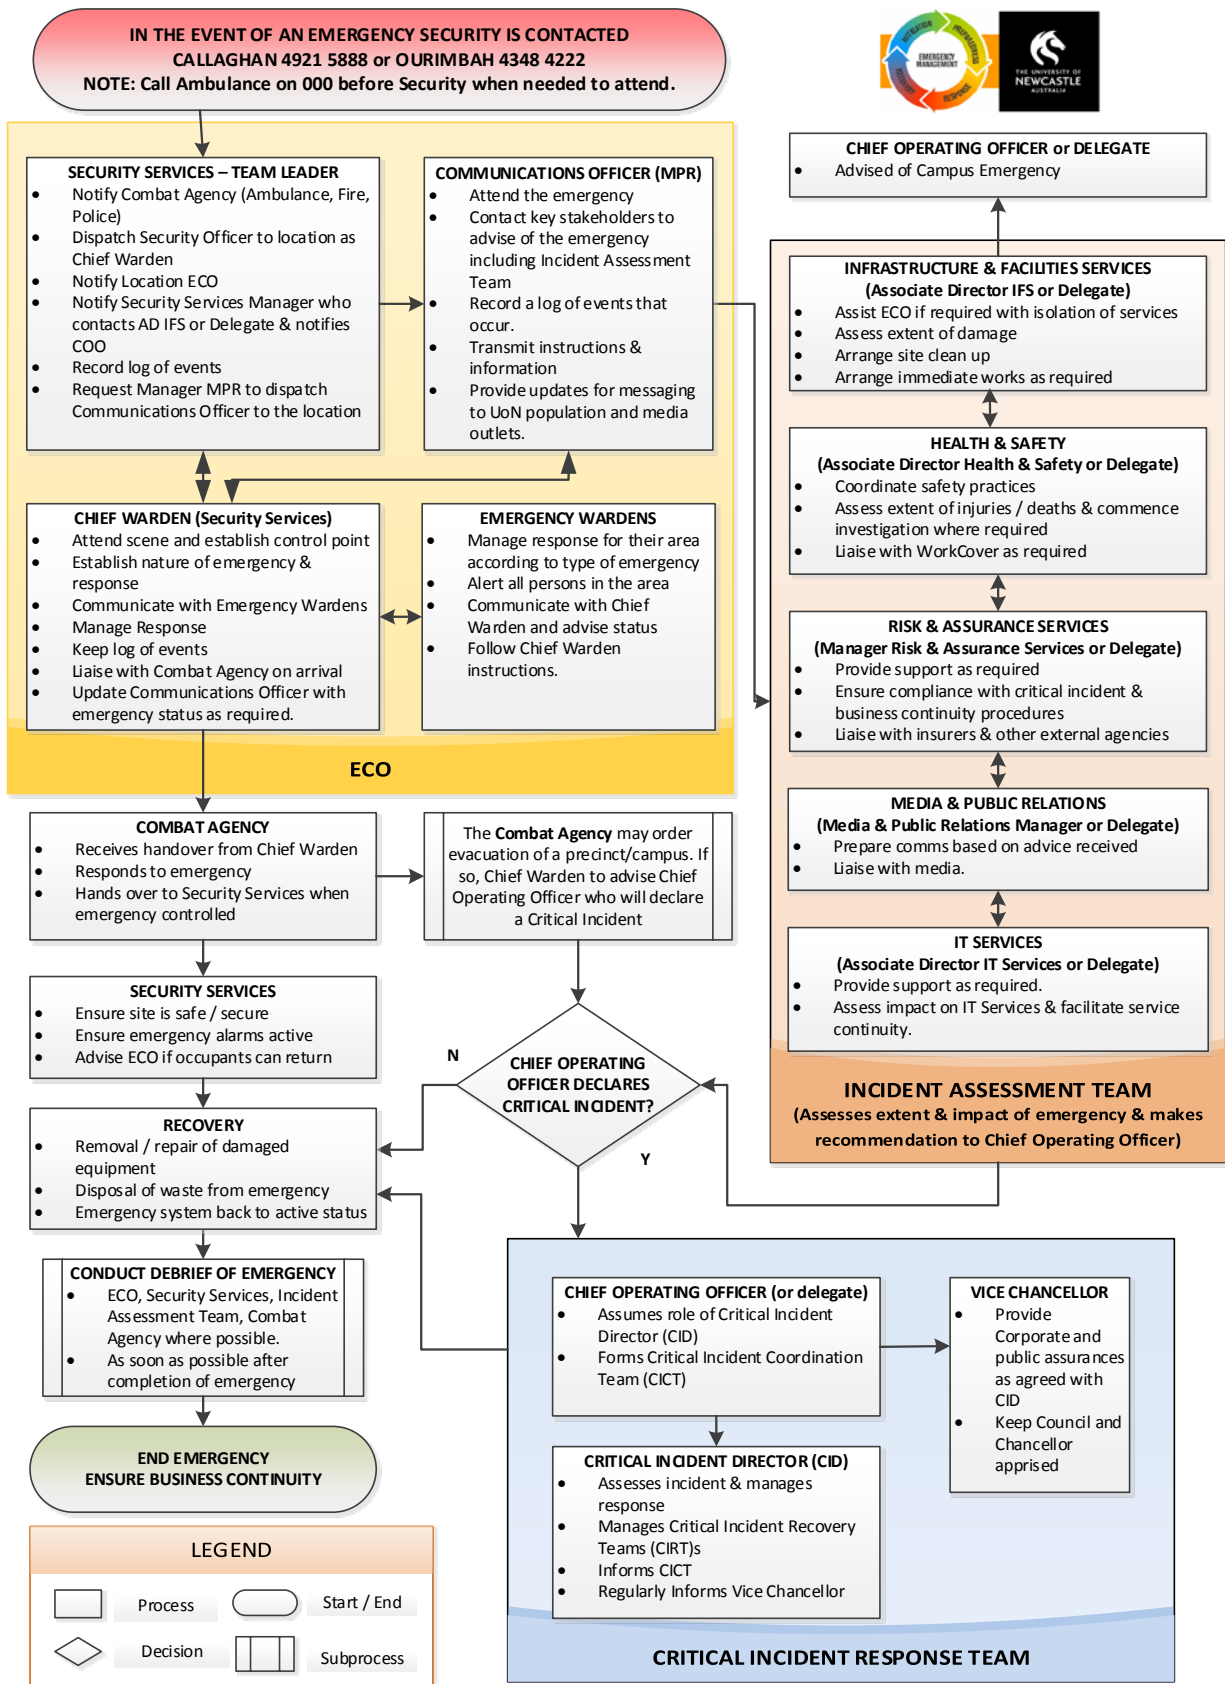 IN THE EVENT OF AN EMERGENCY SECURITY IS CONTACTED
CALLAGHAN 4921 5888 or OURIMBAH 4348 4222
NOTE: Call Ambulance on 000 before Security when needed to attend.
MITIGATION
PREPAREDNESS
RESPONSE
RECOVERY
EMERGENCY
MANAGEMENT
THE UNIVERSITY OF
NEWCASTLE
AUSTRALIA
SECURITY SERVICES – TEAM LEADER
• Notify Combat Agency (Ambulance, Fire,
Police)
• Dispatch Security Officer to location as
Chief Warden
• Notify Location ECO
• Notify Security Services Manager who
contacts AD IFS or Delegate & notifies
COO
• Record log of events
• Request Manager MPR to dispatch
Communications Officer to the location
COMMUNICATIONS OFFICER (MPR)
• Attend the emergency
• Contact key stakeholders to
advise of the emergency
including Incident Assessment
Team
• Record a log of events that
occur.
• Transmit instructions &
information
• Provide updates for messaging
to UoN population and media
outlets.
CHIEF WARDEN (Security Services)
• Attend scene and establish control point
• Establish nature of emergency &
response
• Communicate with Emergency Wardens
• Manage Response
• Keep log of events
• Liaise with Combat Agency on arrival
• Update Communications Officer with
emergency status as required.
EMERGENCY WARDENS
• Manage response for their area
according to type of emergency
• Alert all persons in the area
• Communicate with Chief
Warden and advise status
• Follow Chief Warden
instructions.
ECO
CHIEF OPERATING OFFICER or DELEGATE
• Advised of Campus Emergency
INFRASTRUCTURE & FACILITIES SERVICES
(Associate Director IFS or Delegate)
• Assist ECO if required with isolation of services
• Assess extent of damage
• Arrange site clean up
• Arrange immediate works as required
HEALTH & SAFETY
(Associate Director Health & Safety or Delegate)
• Coordinate safety practices
• Assess extent of injuries / deaths & commence
investigation where required
• Liaise with WorkCover as required
RISK & ASSURANCE SERVICES
(Manager Risk & Assurance Services or Delegate)
• Provide support as required
• Ensure compliance with critical incident &
business continuity procedures
• Liaise with insurers & other external agencies
MEDIA & PUBLIC RELATIONS
(Media & Public Relations Manager or Delegate)
• Prepare comms based on advice received
• Liaise with media.
IT SERVICES
(Associate Director IT Services or Delegate)
• Provide support as required.
• Assess impact on IT Services & facilitate service
continuity.
INCIDENT ASSESSMENT TEAM
(Assesses extent & impact of emergency & makes
recommendation to Chief Operating Officer)
COMBAT AGENCY
• Receives handover from Chief Warden
• Responds to emergency
• Hands over to Security Services when
emergency controlled
The Combat Agency may order
evacuation of a precinct/campus. If
so, Chief Warden to advise Chief
Operating Officer who will declare
a Critical Incident
SECURITY SERVICES
• Ensure site is safe / secure
• Ensure emergency alarms active
• Advise ECO if occupants can return
N
CHIEF OPERATING
OFFICER DECLARES
CRITICAL INCIDENT?
Y
RECOVERY
• Removal / repair of damaged
equipment
• Disposal of waste from emergency
• Emergency system back to active status
CONDUCT DEBRIEF OF EMERGENCY
• ECO, Security Services, Incident
Assessment Team, Combat
Agency where possible.
• As soon as possible after
completion of emergency
END EMERGENCY
ENSURE BUSINESS CONTINUITY
CHIEF OPERATING OFFICER (or delegate)
• Assumes role of Critical Incident
Director (CID)
• Forms Critical Incident Coordination
Team (CICT)
VICE CHANCELLOR
• Provide
Corporate and
public assurances
as agreed with
CID
• Keep Council and
Chancellor
apprised
CRITICAL INCIDENT DIRECTOR (CID)
• Assesses incident & manages
response
• Manages Critical Incident Recovery
Teams (CIRT)s
• Informs CICT
• Regularly Informs Vice Chancellor
CRITICAL INCIDENT RESPONSE TEAM
LEGEND
Process
Start / End
Decision
Subprocess